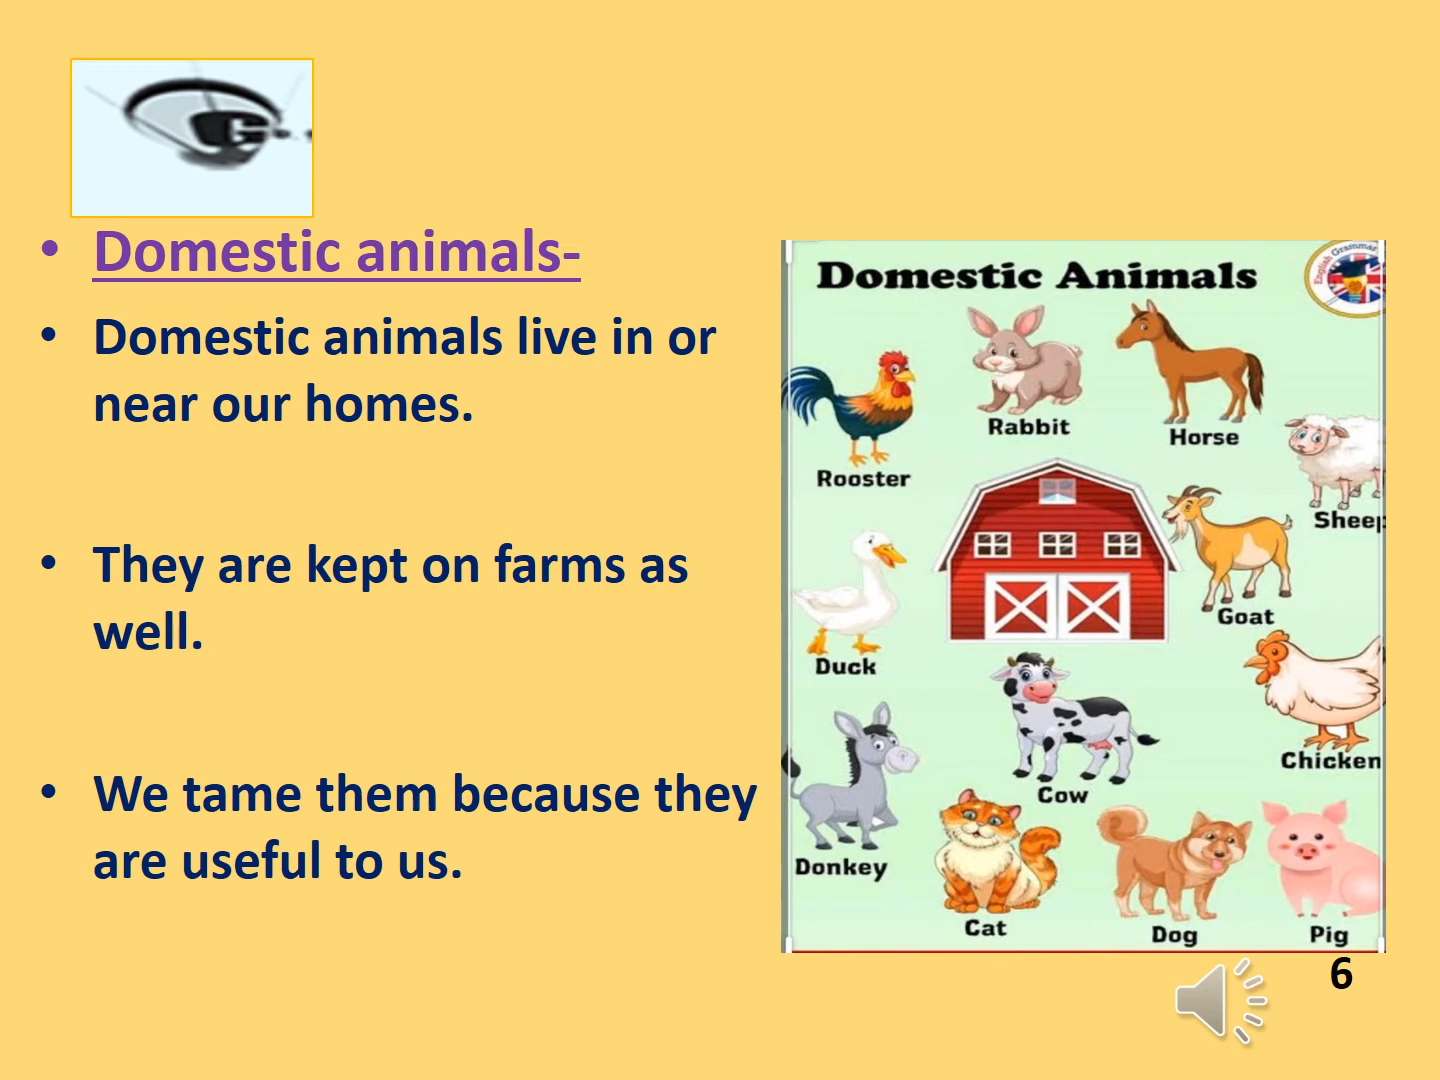 • Domestic animals-
• Domestic animals live in or
near our homes.
• They are kept on farms as
well.
• We tame them because they
are useful to us.
Domestic Animals
English Grammar
Rabbit
Horse
Rooster
Sheep
Goat
Duck
Chicken
Cow
Donkey
Cat
Dog
Pig
6